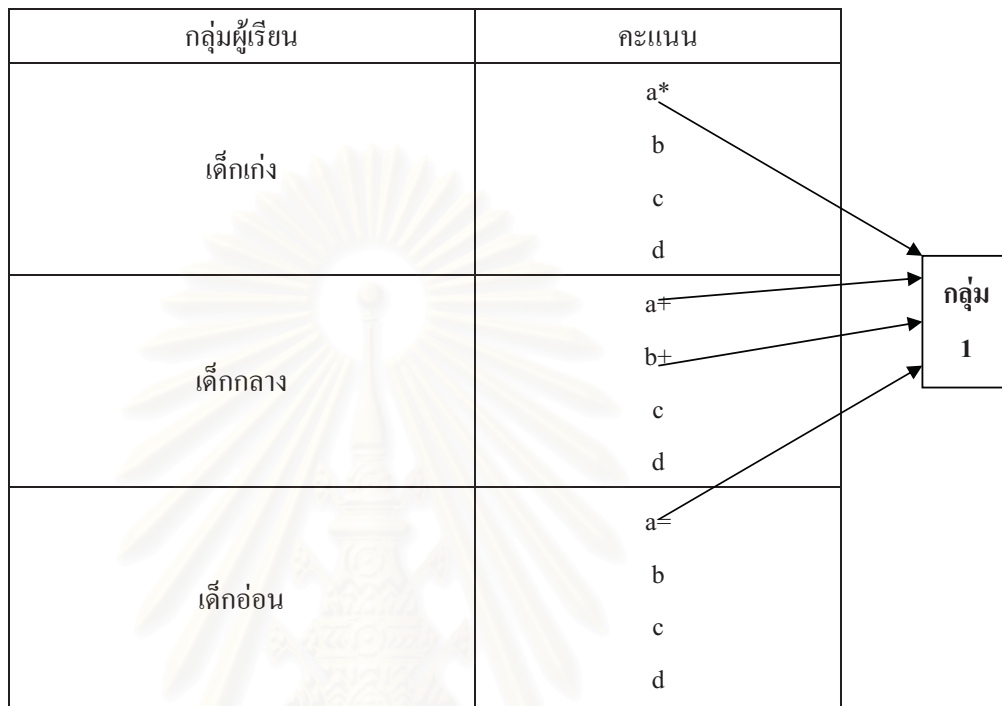 กลุ่มผู้เรียน คะแนน
เด็กเก่ง
a*
b
c
d
เด็กกลาง
a+
b+
c
d
เด็กอ่อน
a=
b
c
d
กลุ่ม
1